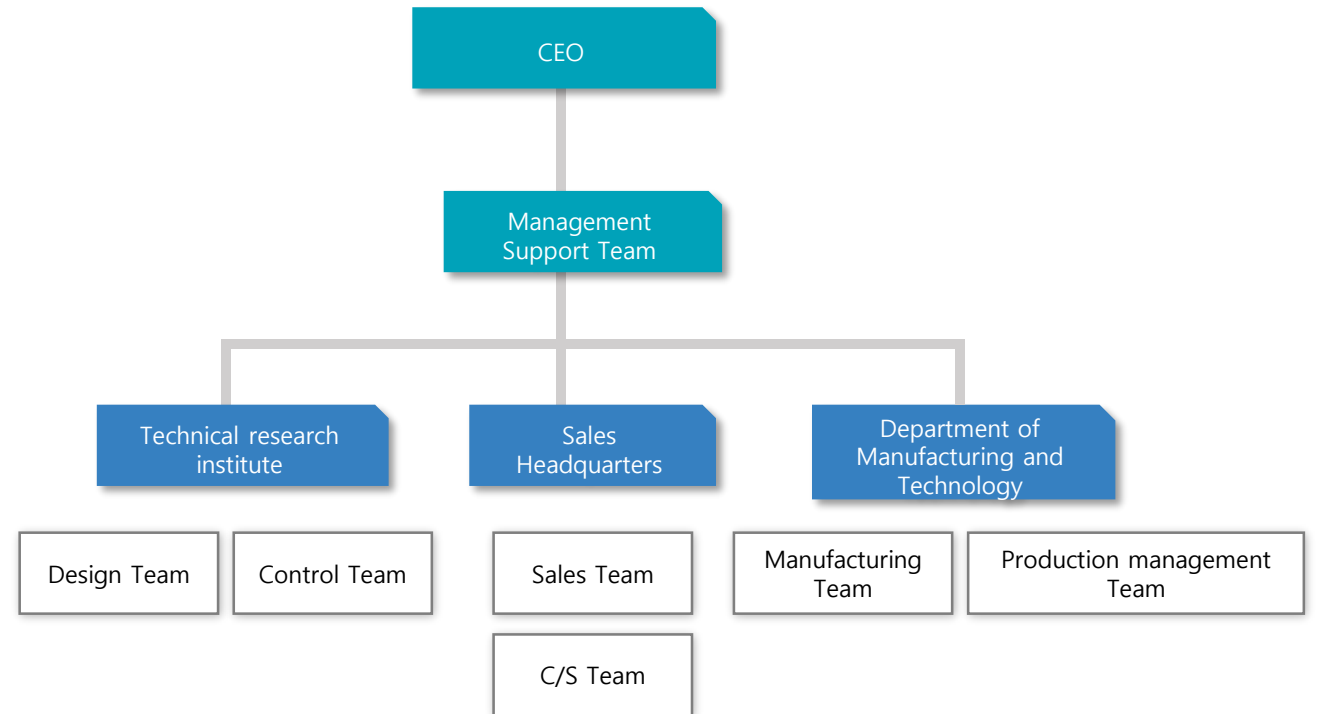 CEO
Management
Support Team
Technical research
institute
Sales
Headquarters
Department of
Manufacturing and
Technology
Design Team
Control Team
Sales Team
Manufacturing
Team
Production management
Team
C/S Team